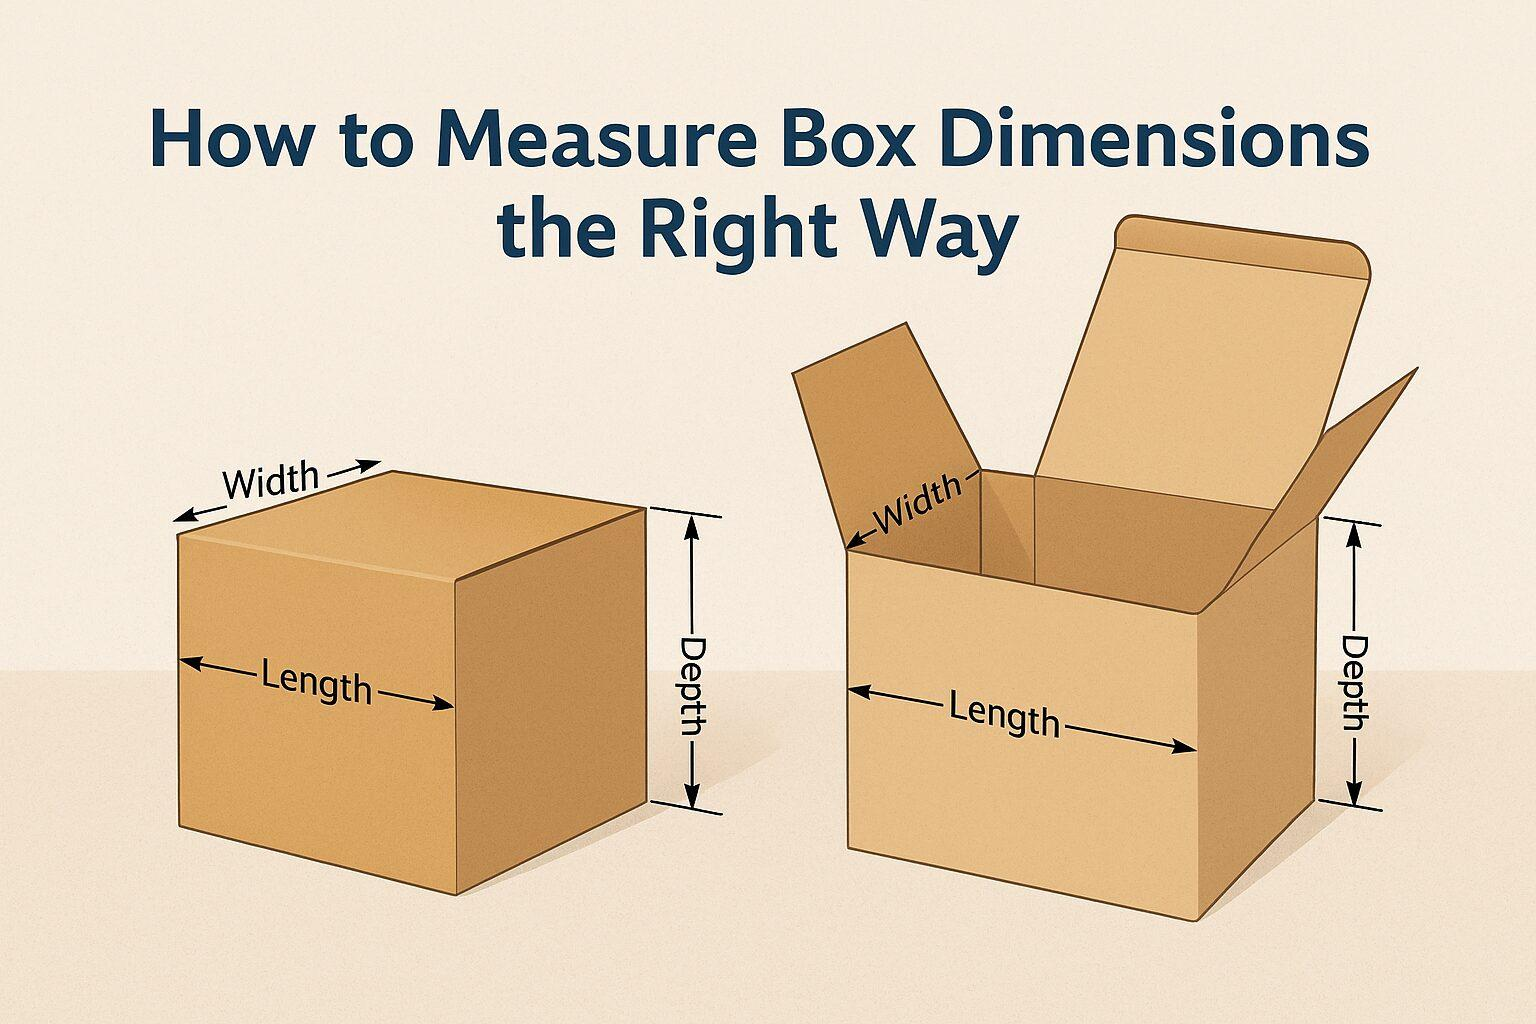 How to Measure Box Dimensions
the Right Way
Width
Length
Depth
Width
Length
Depth